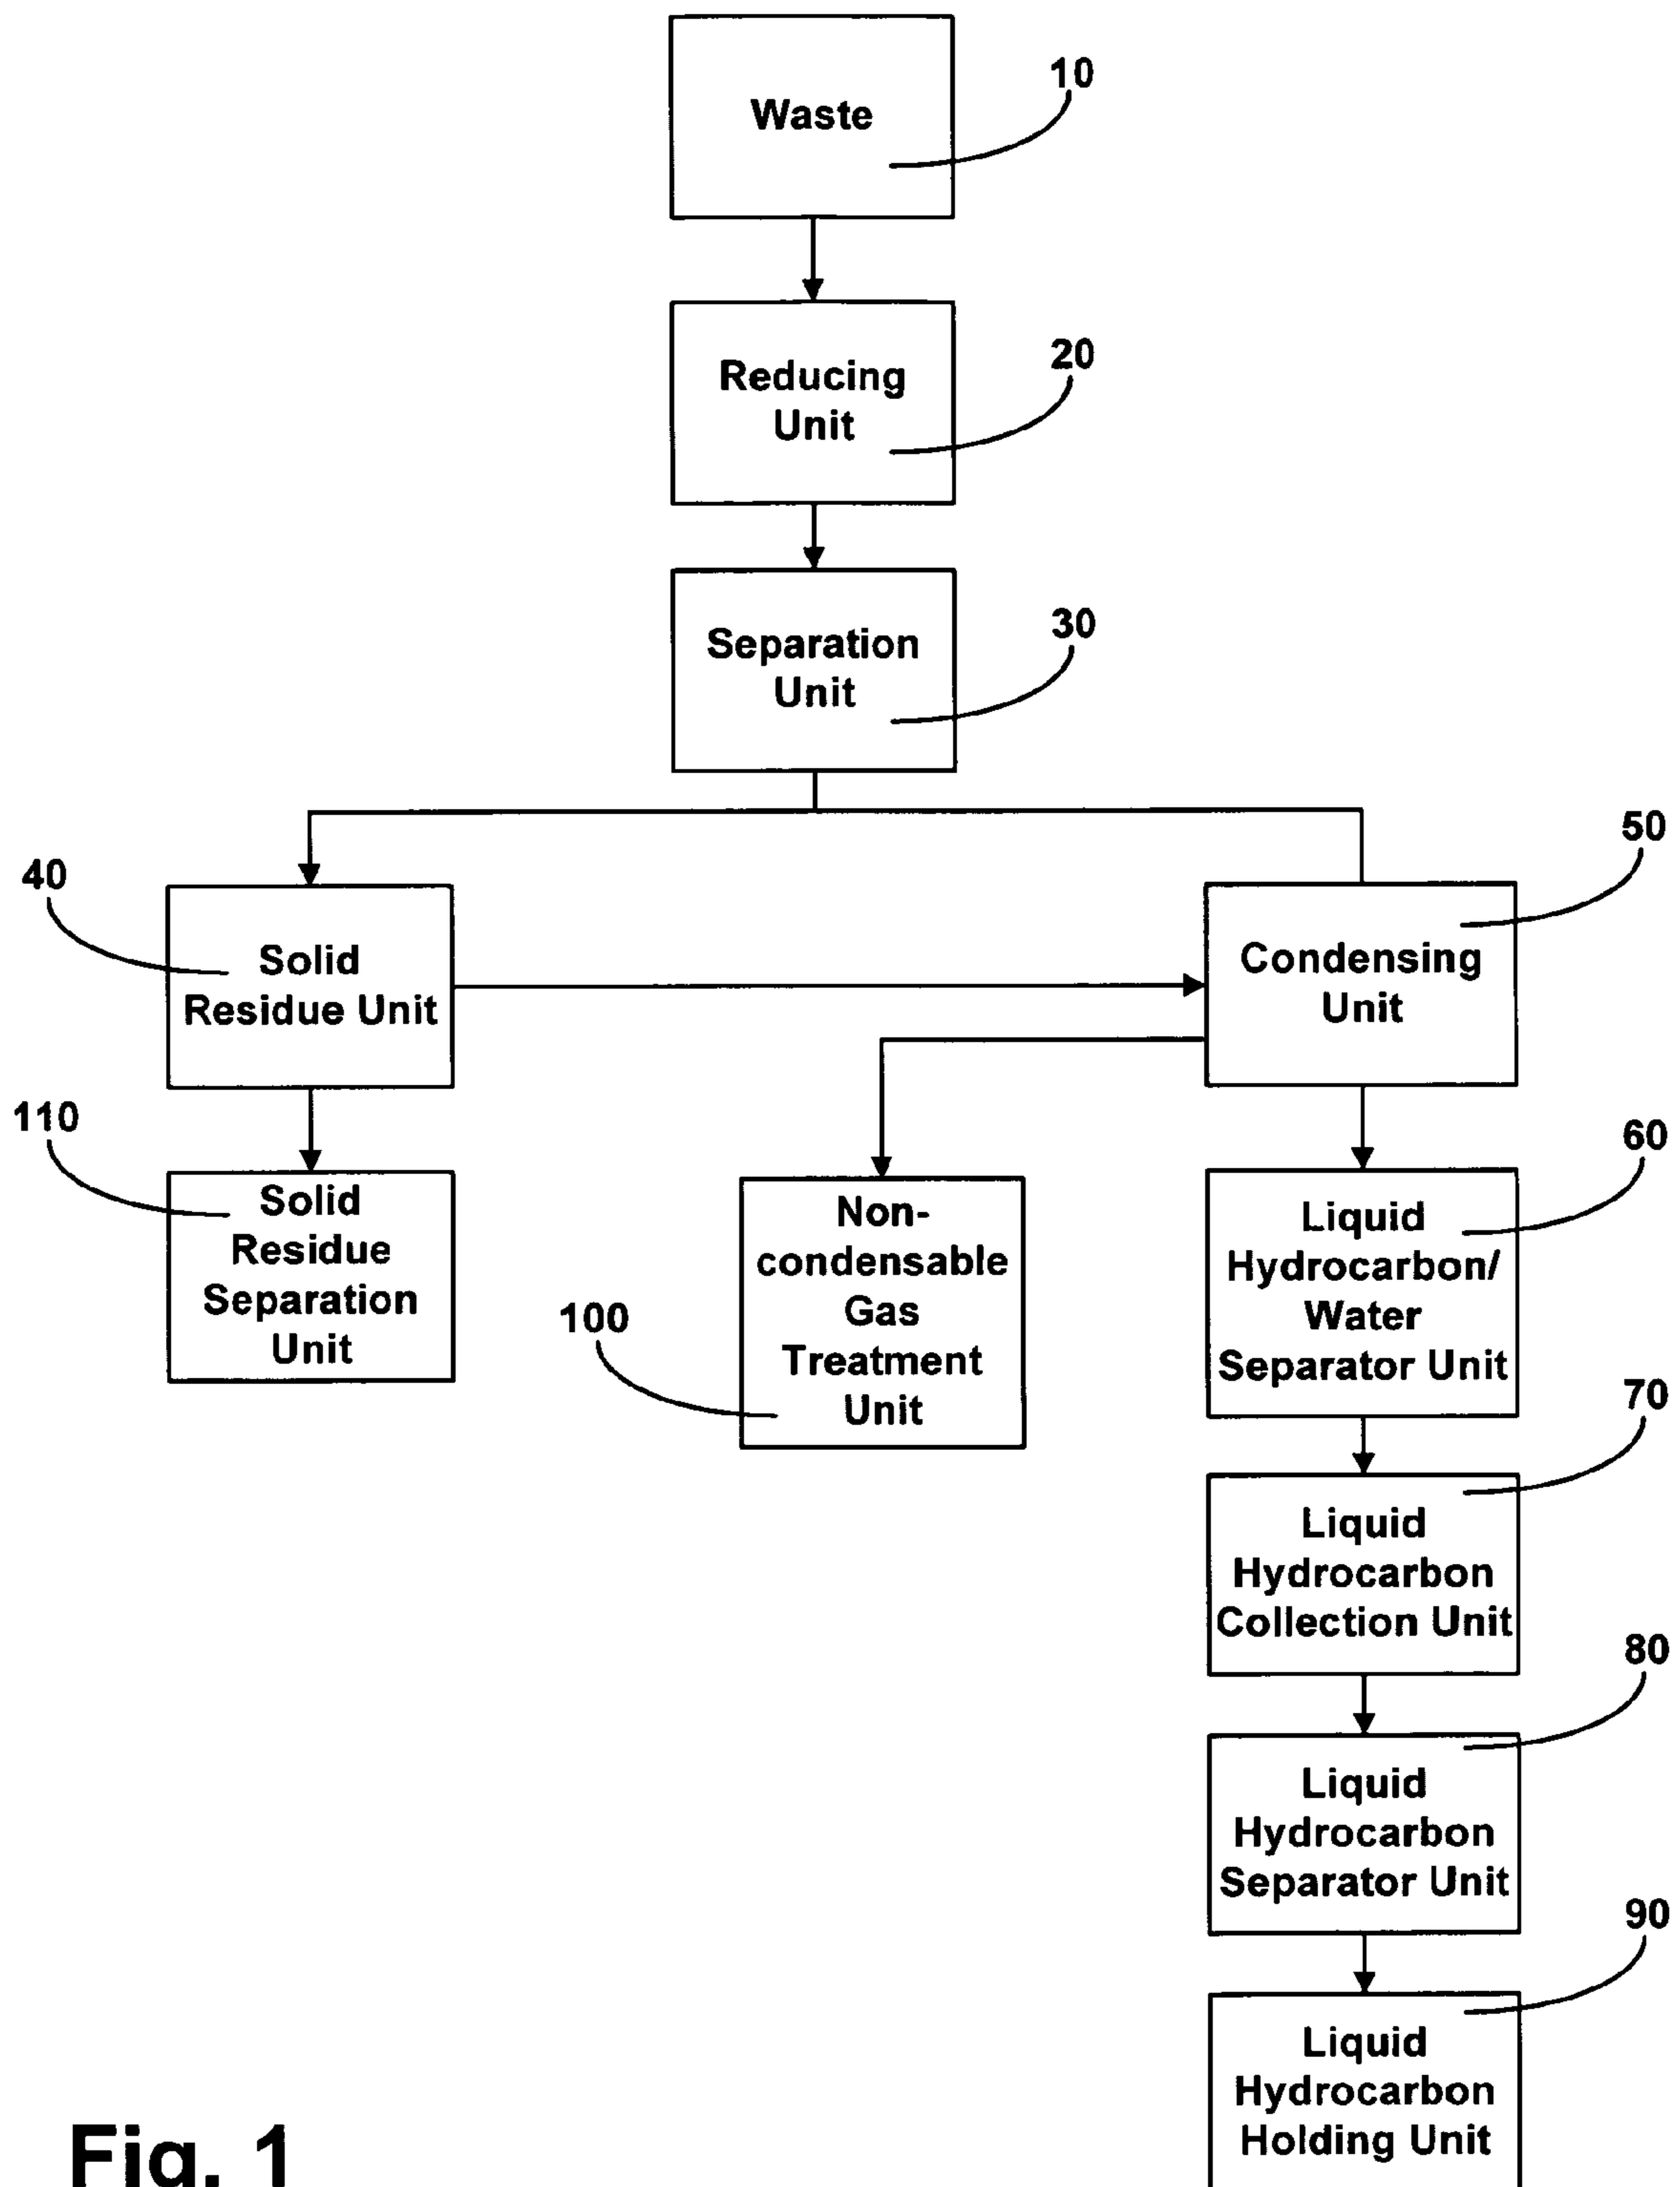 Waste
10
Reducing
Unit
20
Separation
Unit
30
40
Solid
Residue Unit
50
Condensing
Unit
110
Solid
Residue
Separation
Unit
100
Non-
condensable
Gas
Treatment
Unit
60
Liquid
Hydrocarbon/
Water
Separator Unit
70
Liquid
Hydrocarbon
Collection Unit
80
Liquid
Hydrocarbon
Separator Unit
90
Liquid
Hydrocarbon
Holding Unit
Fig. 1